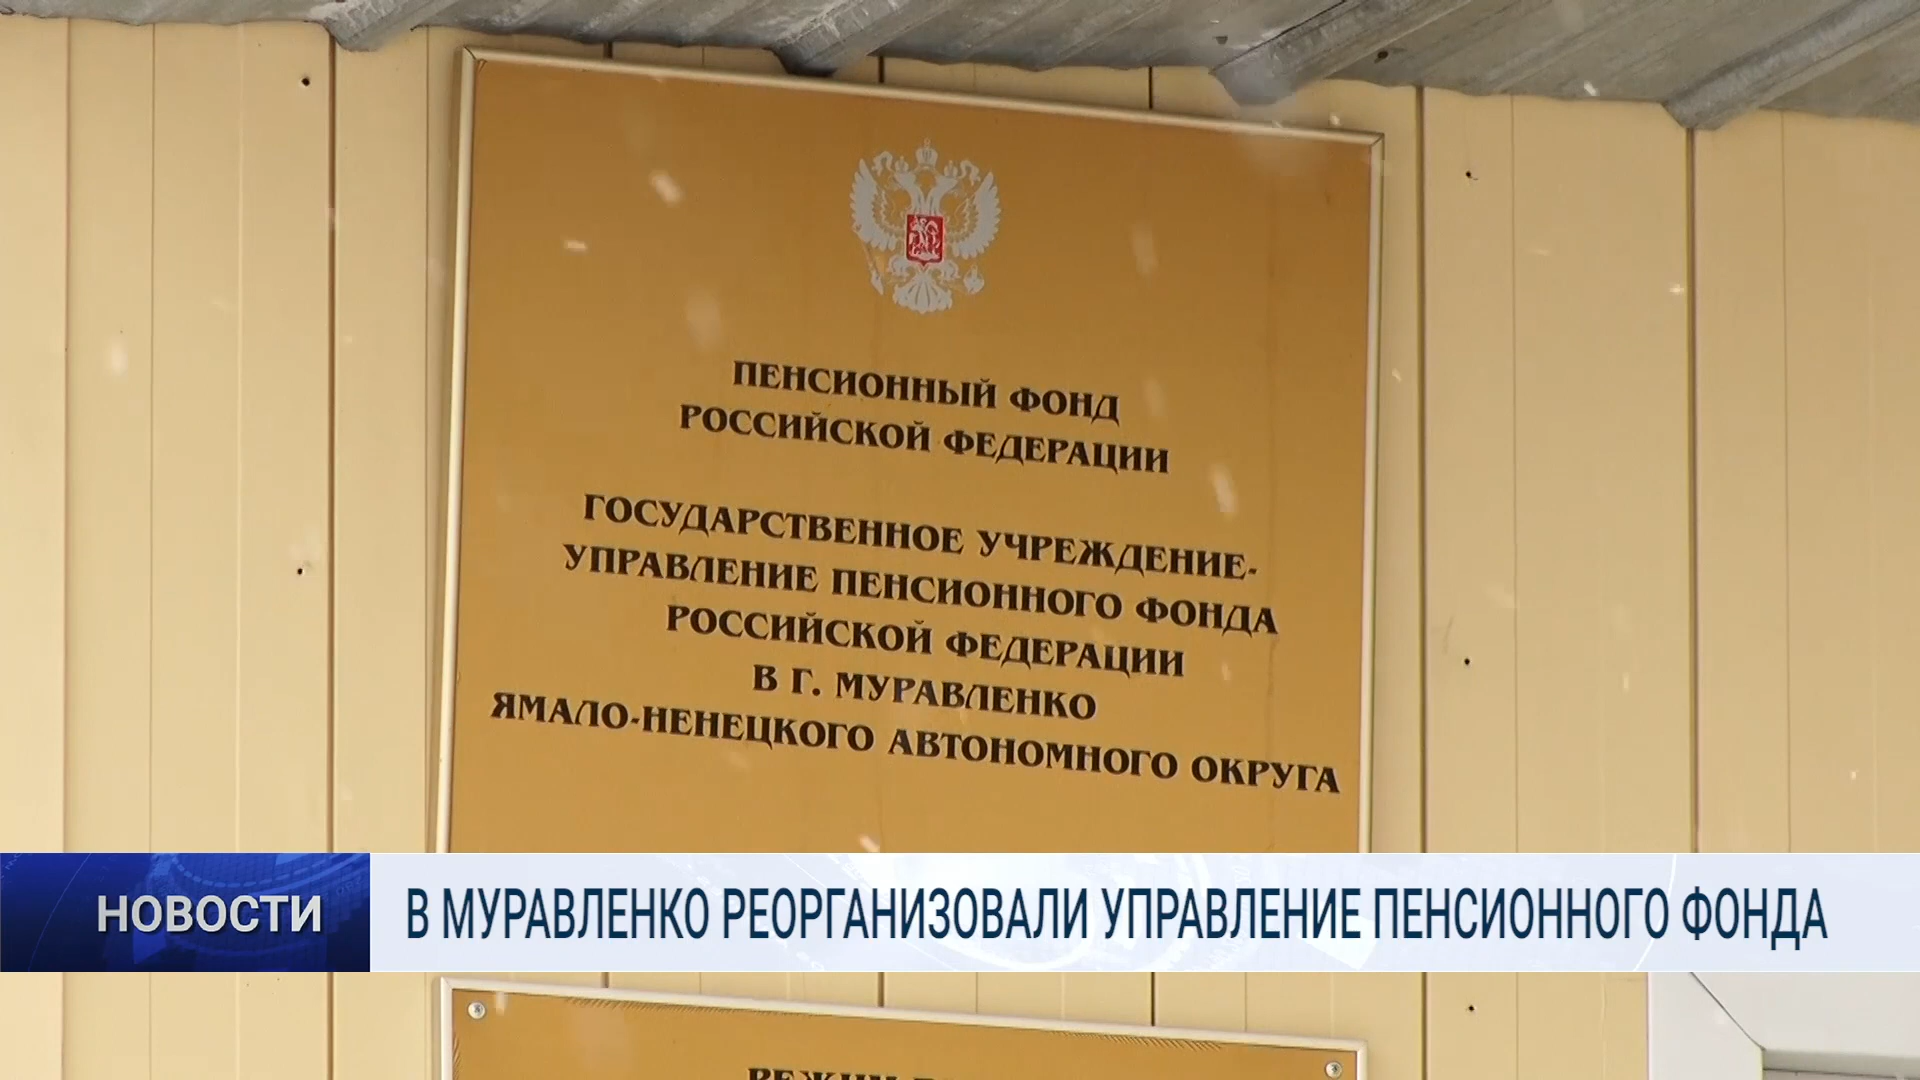 ПЕНСИОННЫЙ ФОНД
РОССИЙСКОЙ ФЕДЕРАЦИИ
ГОСУДАРСТВЕННОЕ УЧРЕЖДЕНИЕ-
УПРАВЛЕНИЕ ПЕНСИОННОГО ФОНДА
РОССИЙСКОЙ ФЕДЕРАЦИИ
В Г. МУРАВЛЕНКО
ЯМАЛО-НЕНЕЦКОГО АВТОНОМНОГО ОКРУГА
НОВОСТИ
В МУРАВЛЕНКО РЕОРГАНИЗОВАЛИ УПРАВЛЕНИЕ ПЕНСИОННОГО ФОНДА